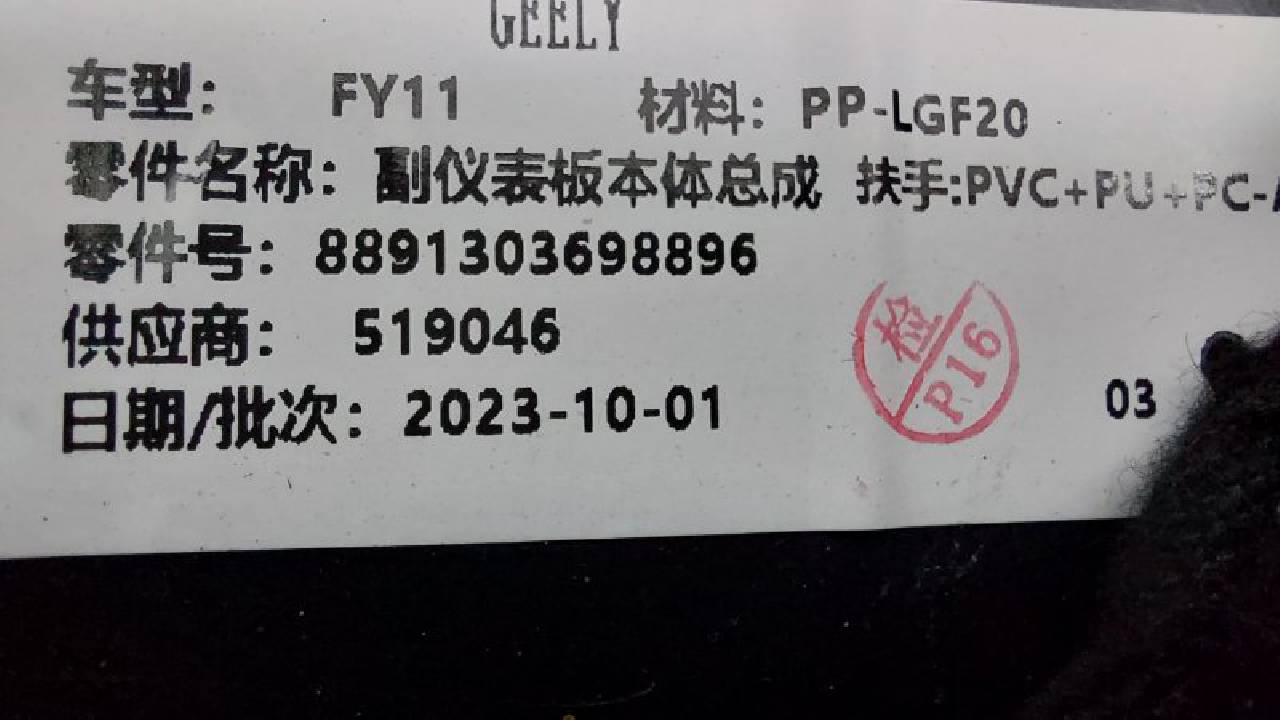 GEELY
车型： FY11 材料：PP-LGF20
零件名称：副仪表板本体总成 扶手:PVC+PU+PC-
零件号：8891303698896
供应商： 519046
日期/批次：2023-10-01
检
P16
03